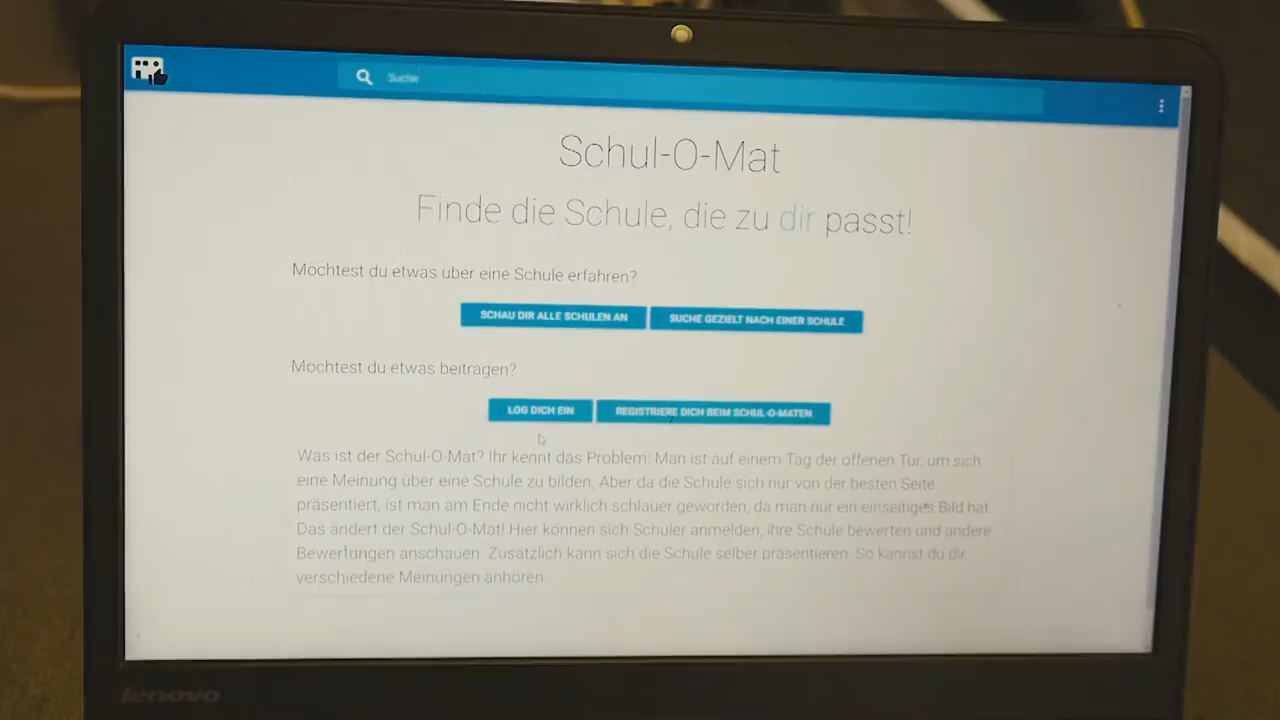 Suche
Schul-O-Mat
Finde die Schule, die zu dir passt!
Möchtest du etwas über eine Schule erfahren?
SCHAU DIR ALLE SCHULEN AN
SUCHE GEZIELT NACH EINER SCHULE
Möchtest du etwas beitragen?
LOG DICH EIN
REGISTRIERE DICH BEIM SCHUL-O-MATEN
Was ist der Schul-O-Mat? Ihr kennt das Problem: Man ist auf einem Tag der offenen Tür, um sich
eine Meinung über eine Schule zu bilden. Aber da die Schule sich nur von der besten Seite
präsentiert, ist man am Ende nicht wirklich schlauer geworden, da man nur ein einseitiges Bild hat.
Das ändert der Schul-O-Mat! Hier können sich Schüler anmelden, ihre Schule bewerten und andere
Bewertungen anschauen. Zusätzlich kann sich die Schule selber präsentieren. So kannst du dir
verschiedene Meinungen anhören.
lenovo